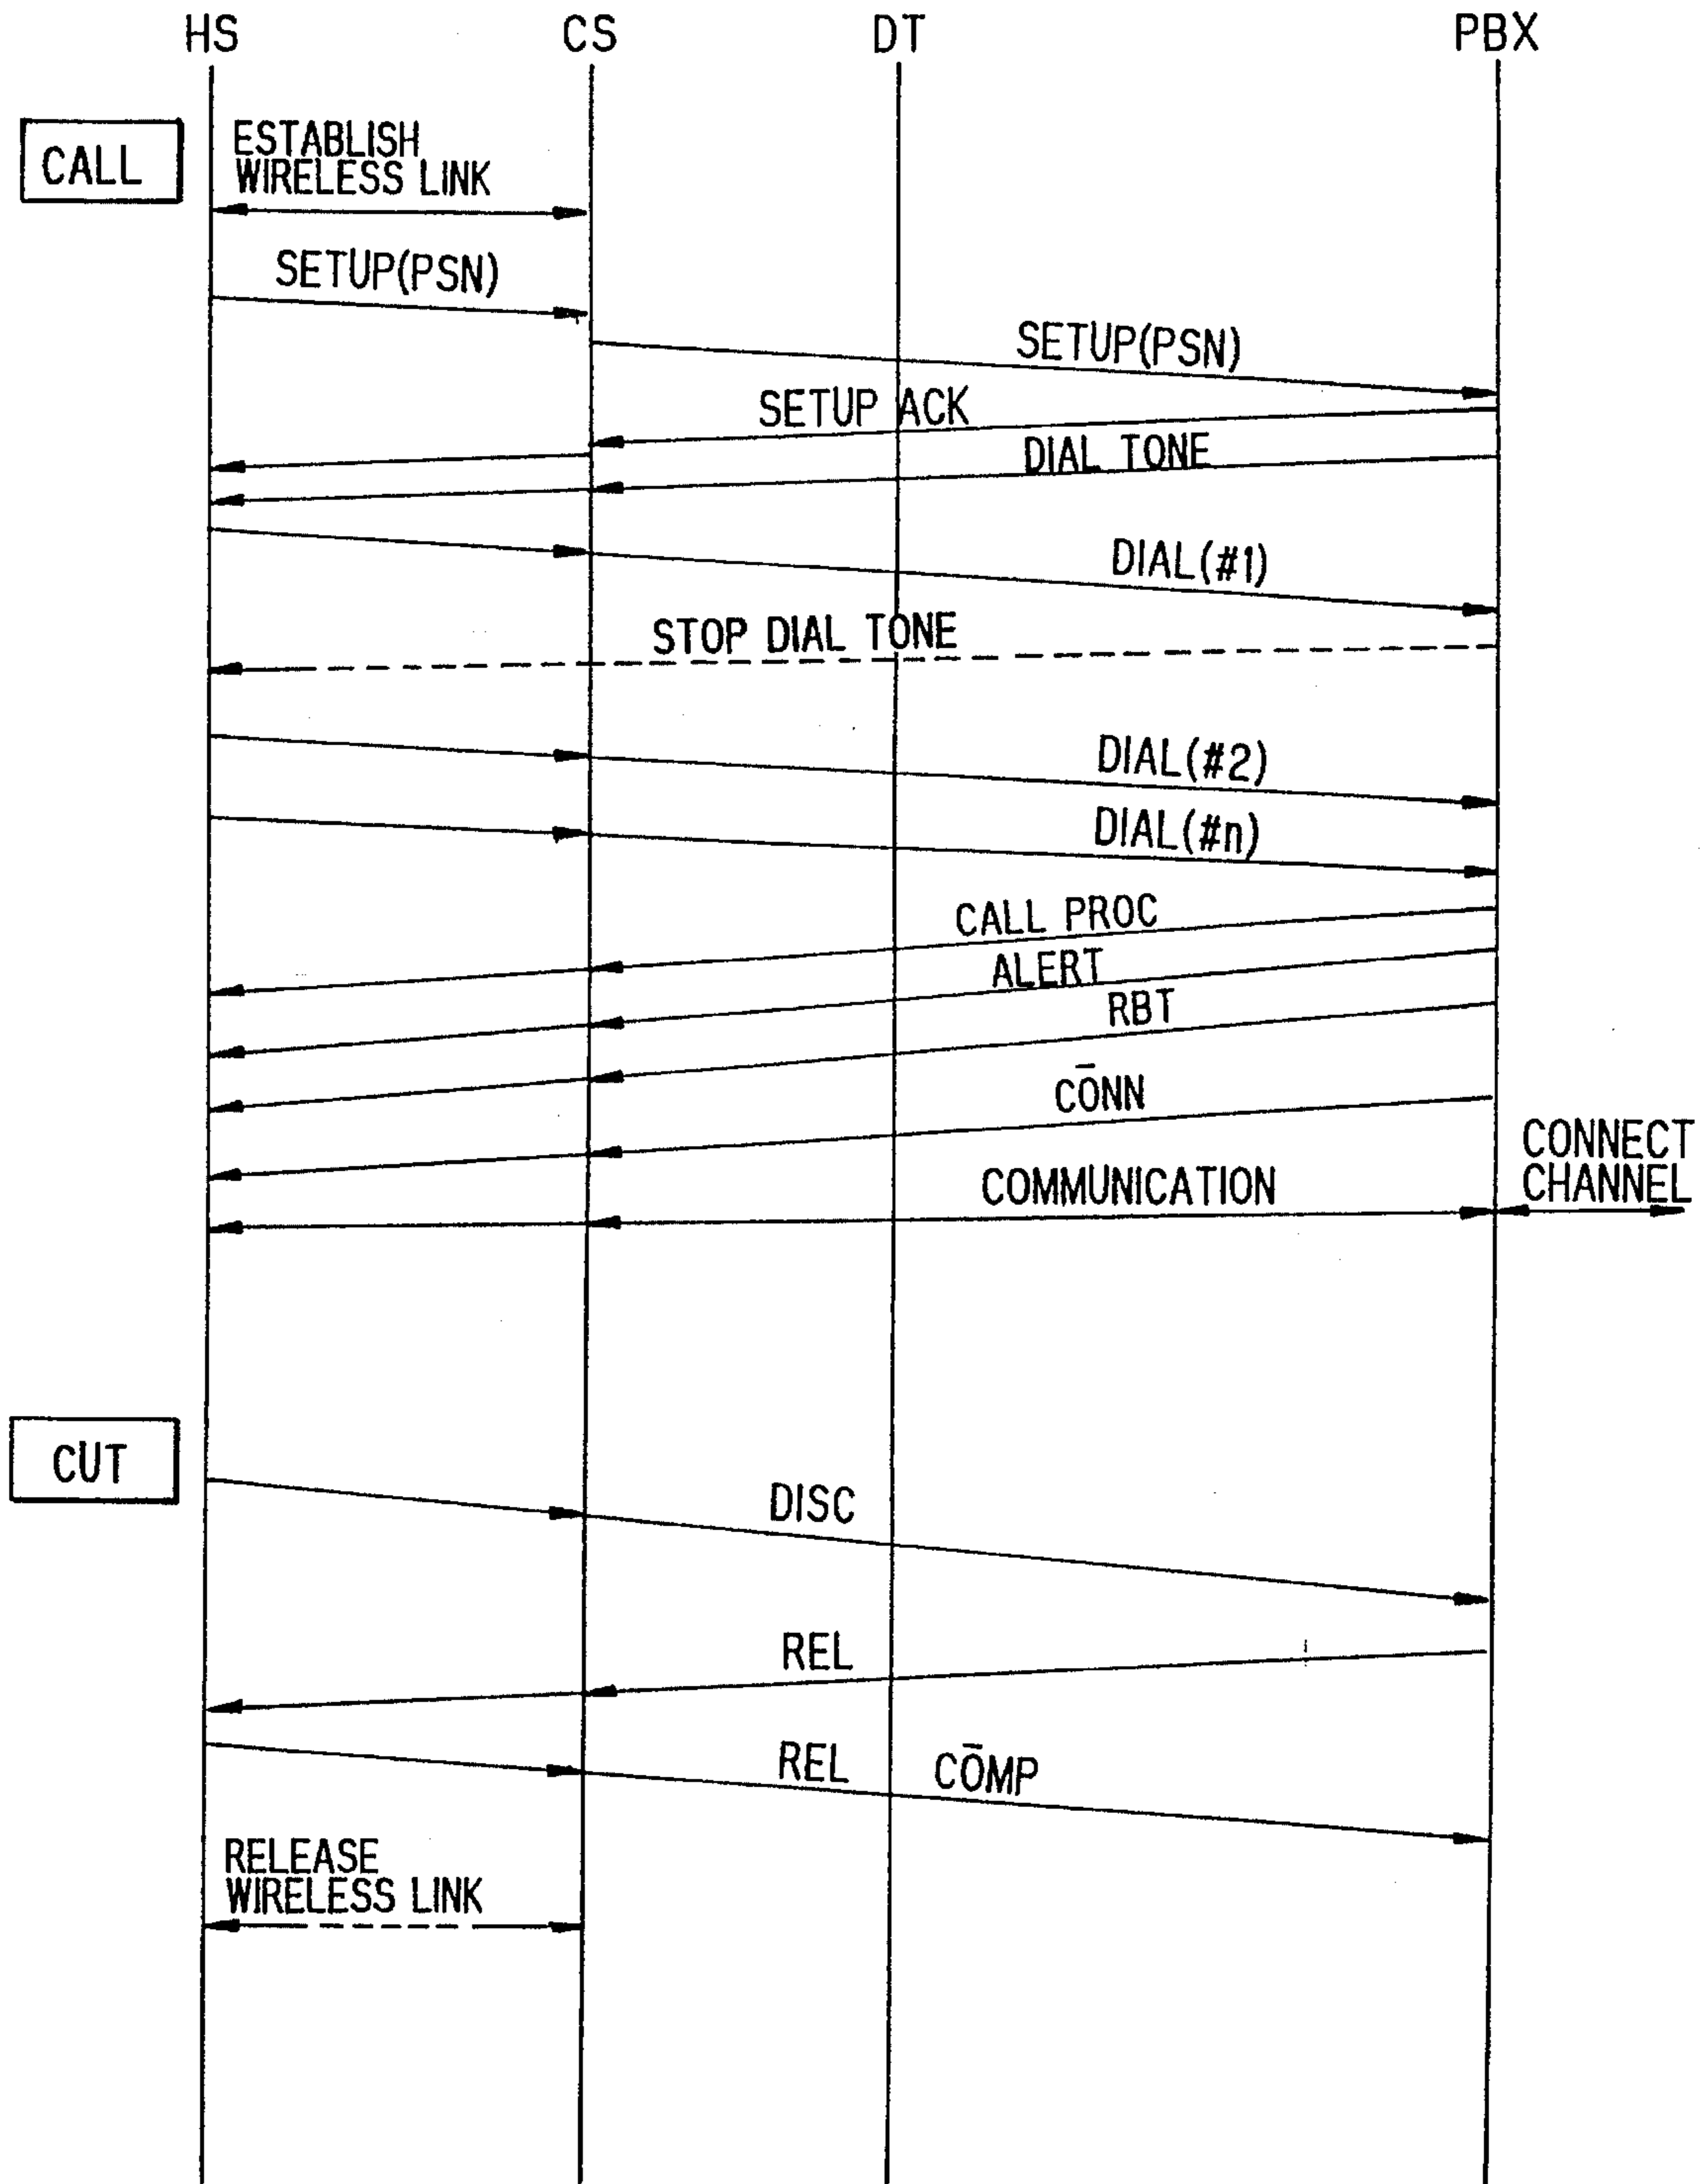 HS CS DT PBX
CALL
ESTABLISH
WIRELESS LINK
SETUP(PSN)
SETUP(PSN)
SETUP ACK
DIAL TONE
DIAL(#1)
STOP DIAL TONE
DIAL(#2)
DIAL(#n)
CALL PROC
ALERT
RBT
CŌNN
CONNECT
CHANNEL
COMMUNICATION
CUT
DISC
REL
REL CŌMP
RELEASE
WIRELESS LINK